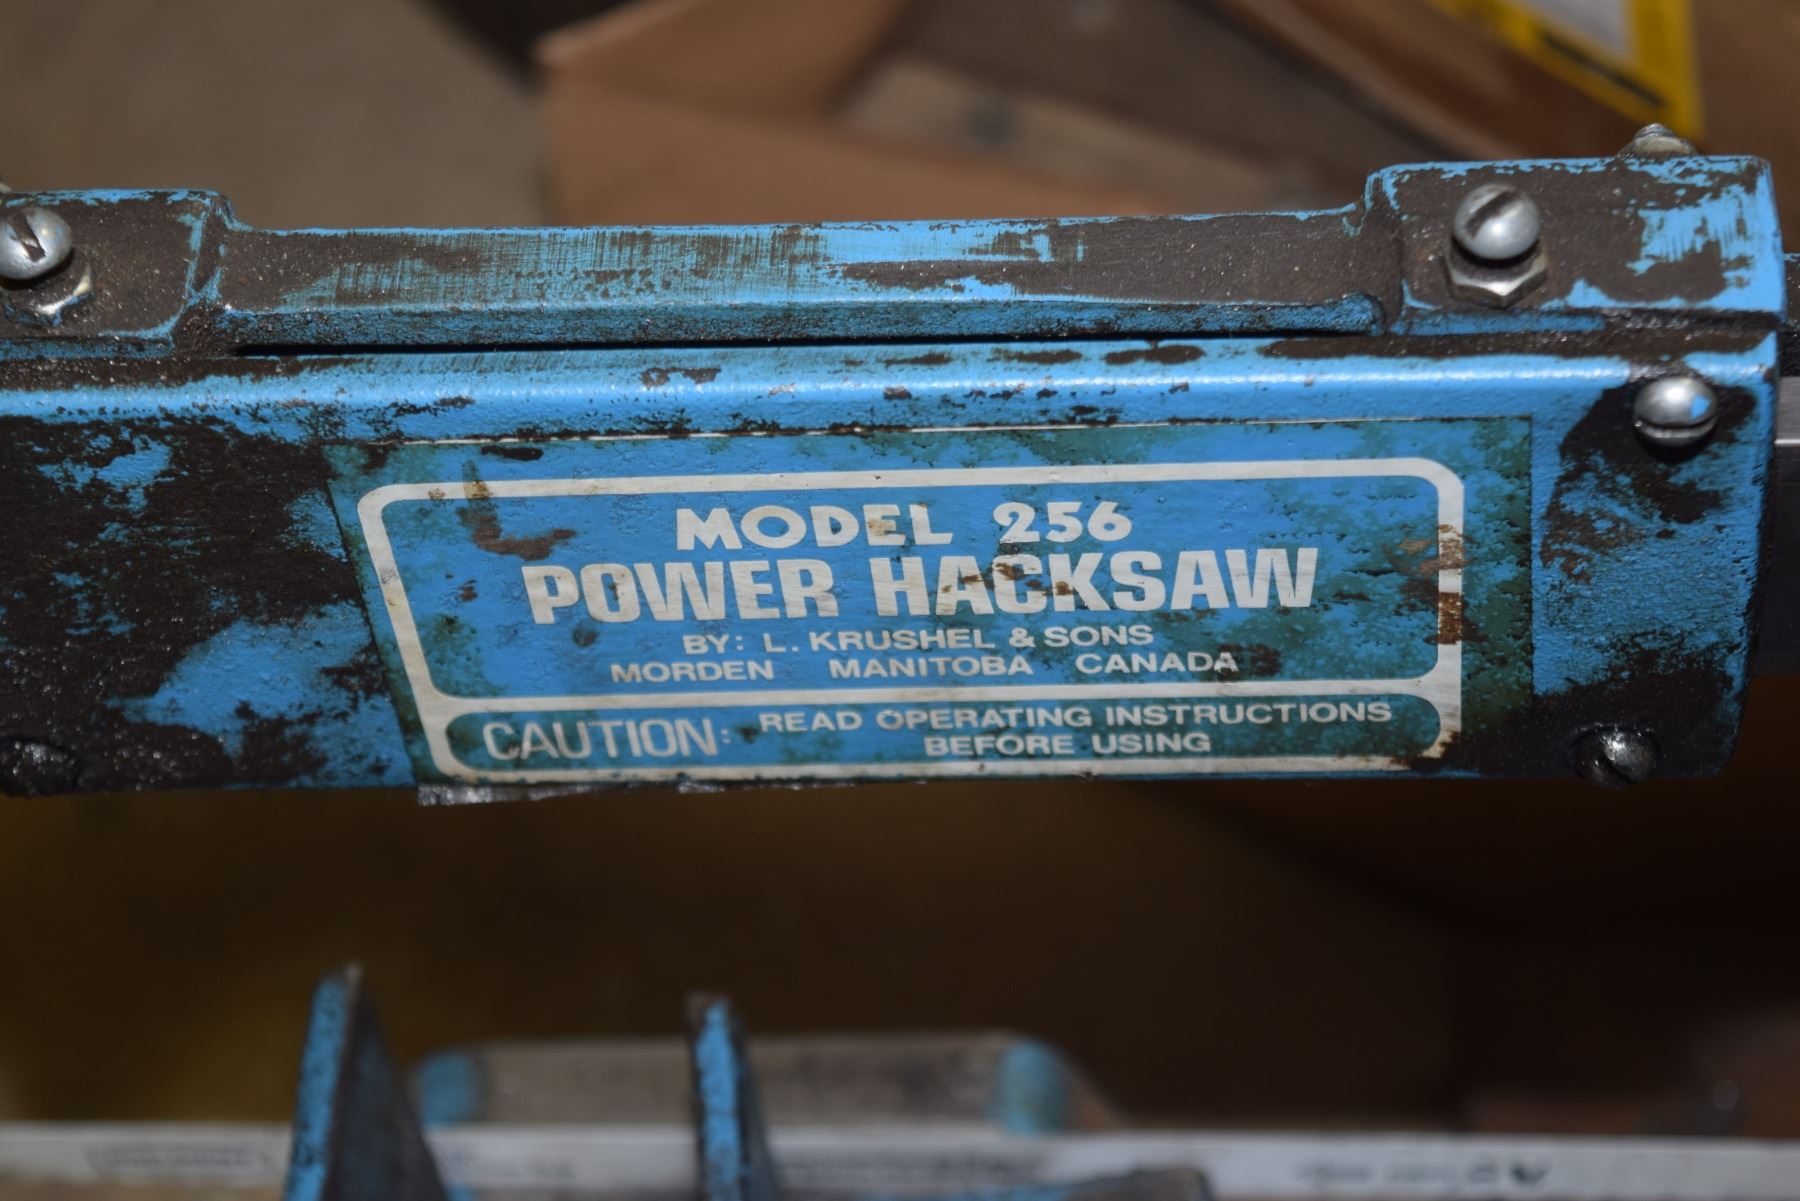 MODEL 256
POWER HACKSAW
BY: L. KRUSHEL & SONS
MORDEN MANITOBA CANADA
CAUTION: READ OPERATING INSTRUCTIONS
BEFORE USING